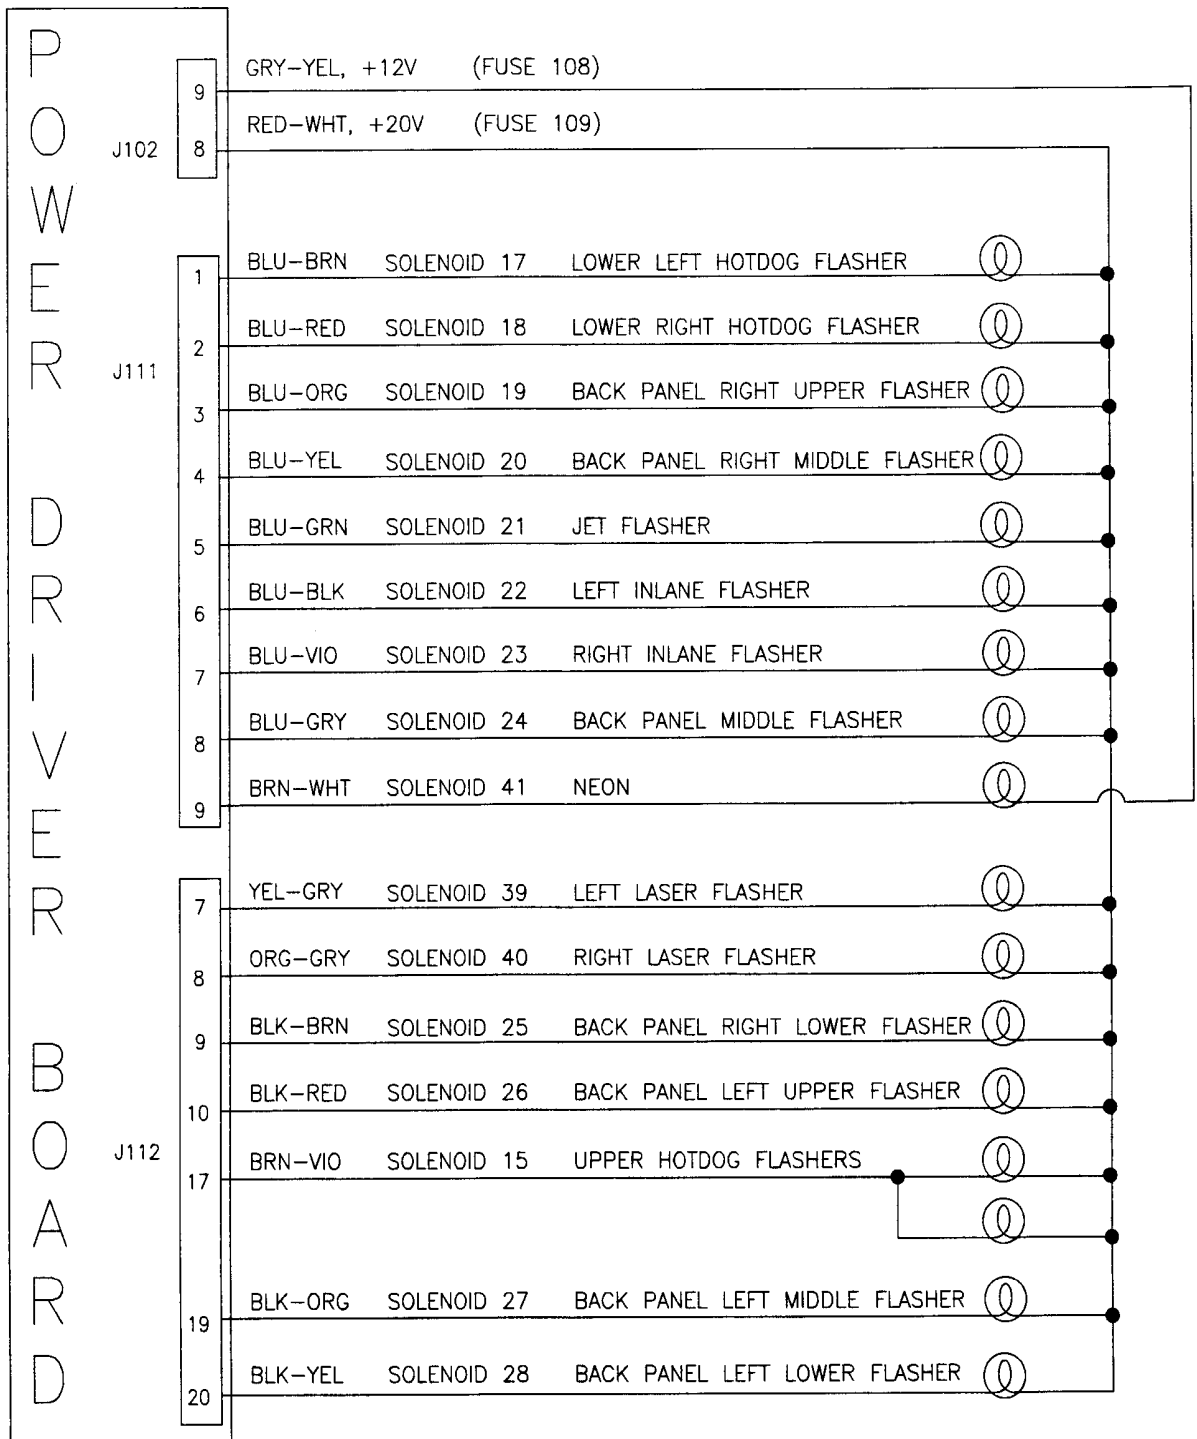 POWER DRIVER BOARD
J102
9 GRY-YEL, +12V (FUSE 108)
8 RED-WHT, +20V (FUSE 109)
J111
1 BLU-BRN SOLENOID 17 LOWER LEFT HOTDOG FLASHER
2 BLU-RED SOLENOID 18 LOWER RIGHT HOTDOG FLASHER
3 BLU-ORG SOLENOID 19 BACK PANEL RIGHT UPPER FLASHER
4 BLU-YEL SOLENOID 20 BACK PANEL RIGHT MIDDLE FLASHER
5 BLU-GRN SOLENOID 21 JET FLASHER
6 BLU-BLK SOLENOID 22 LEFT INLANE FLASHER
7 BLU-VIO SOLENOID 23 RIGHT INLANE FLASHER
8 BLU-GRY SOLENOID 24 BACK PANEL MIDDLE FLASHER
9 BRN-WHT SOLENOID 41 NEON
J112
7 YEL-GRY SOLENOID 39 LEFT LASER FLASHER
8 ORG-GRY SOLENOID 40 RIGHT LASER FLASHER
9 BLK-BRN SOLENOID 25 BACK PANEL RIGHT LOWER FLASHER
10 BLK-RED SOLENOID 26 BACK PANEL LEFT UPPER FLASHER
17 BRN-VIO SOLENOID 15 UPPER HOTDOG FLASHERS
19 BLK-ORG SOLENOID 27 BACK PANEL LEFT MIDDLE FLASHER
20 BLK-YEL SOLENOID 28 BACK PANEL LEFT LOWER FLASHER